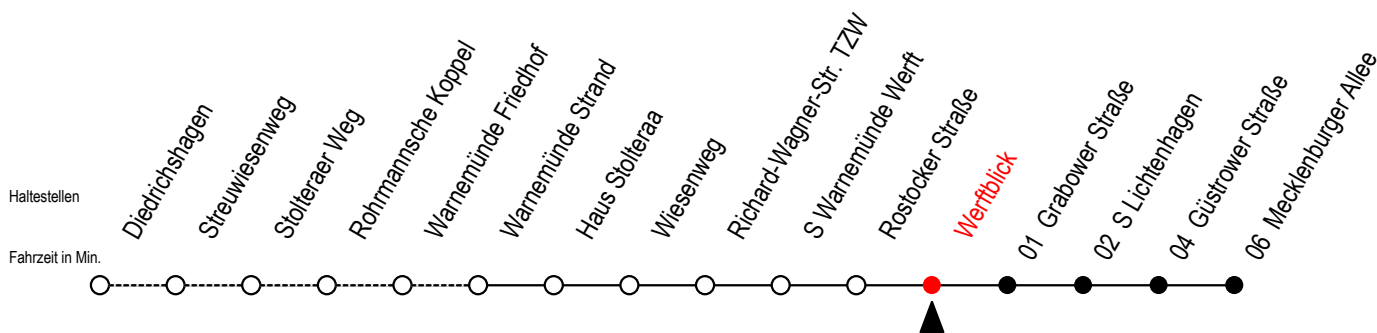 Haltestellen
Fahrzeit in Min.
Diedrichshagen
Streuwiesenweg
Stolteraer Weg
Rohrmannsche Koppel
Warnemünde Friedhof
Warnemünde Strand
Haus Stolteraa
Wiesenweg
Richard-Wagner-Str. TZW
S Warnemünde Werft
Rostocker Straße
Werftblick
01 Grabower Straße
02 S Lichtenhagen
04 Güstrower Straße
06 Mecklenburger Allee